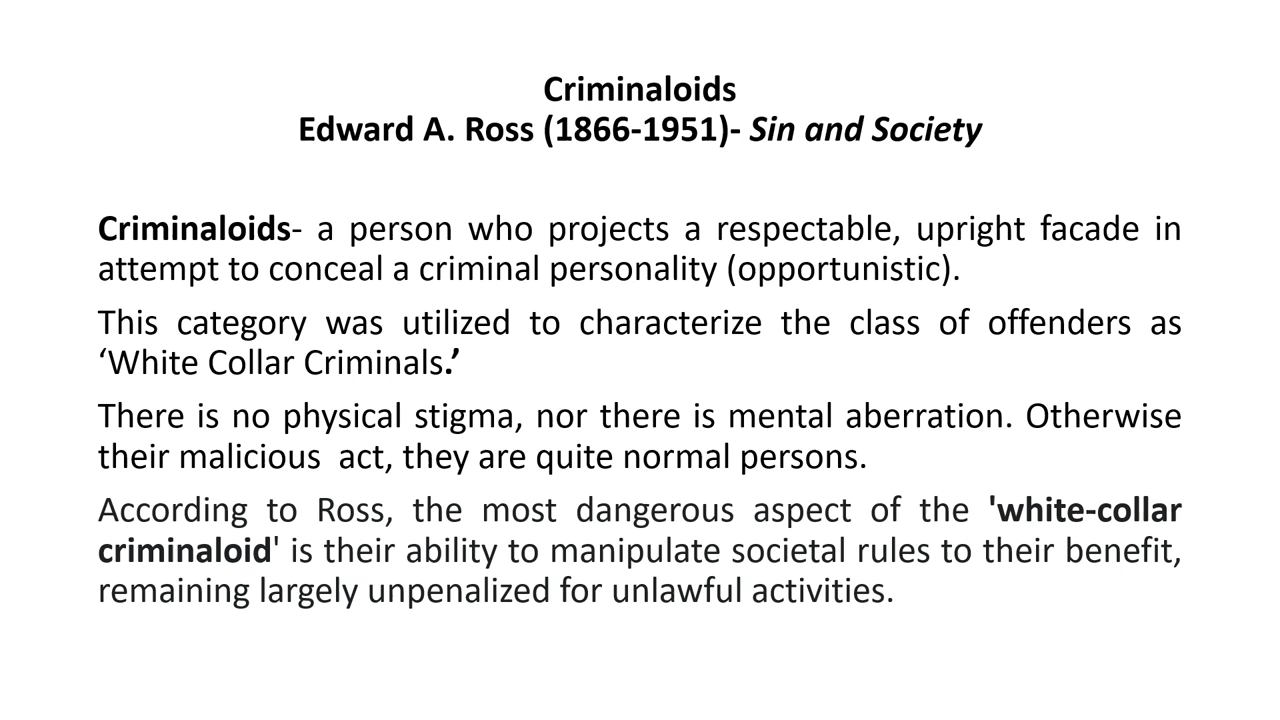 Criminaloids
Edward A. Ross (1866-1951)- Sin and Society
Criminaloids- a person who projects a respectable, upright facade in
attempt to conceal a criminal personality (opportunistic).
This category was utilized to characterize the class of offenders as
‘White Collar Criminals.’
There is no physical stigma, nor there is mental aberration. Otherwise
their malicious  act, they are quite normal persons.
According to Ross, the most dangerous aspect of the 'white-collar
criminaloid' is their ability to manipulate societal rules to their benefit,
remaining largely unpenalized for unlawful activities.